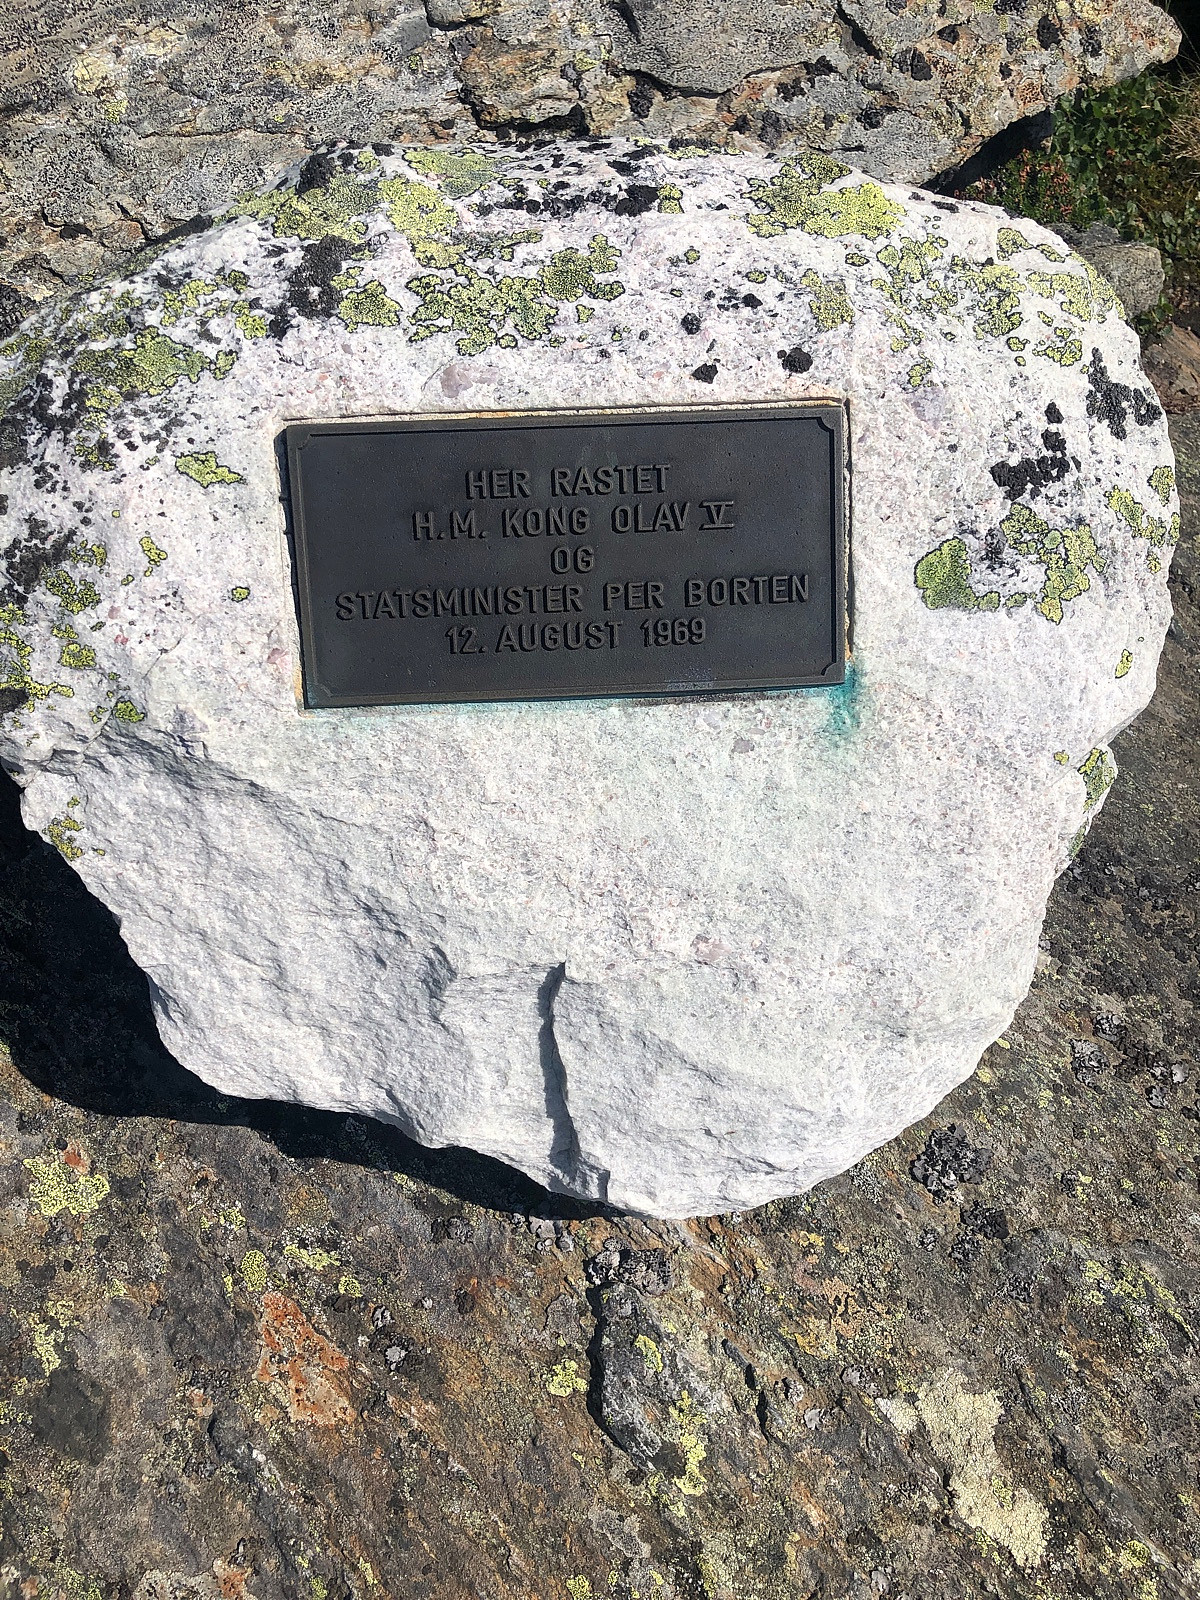 HER RASTET
H.M. KONG OLAV V
OG
STATSMINISTER PER BORTEN
12. AUGUST 1969